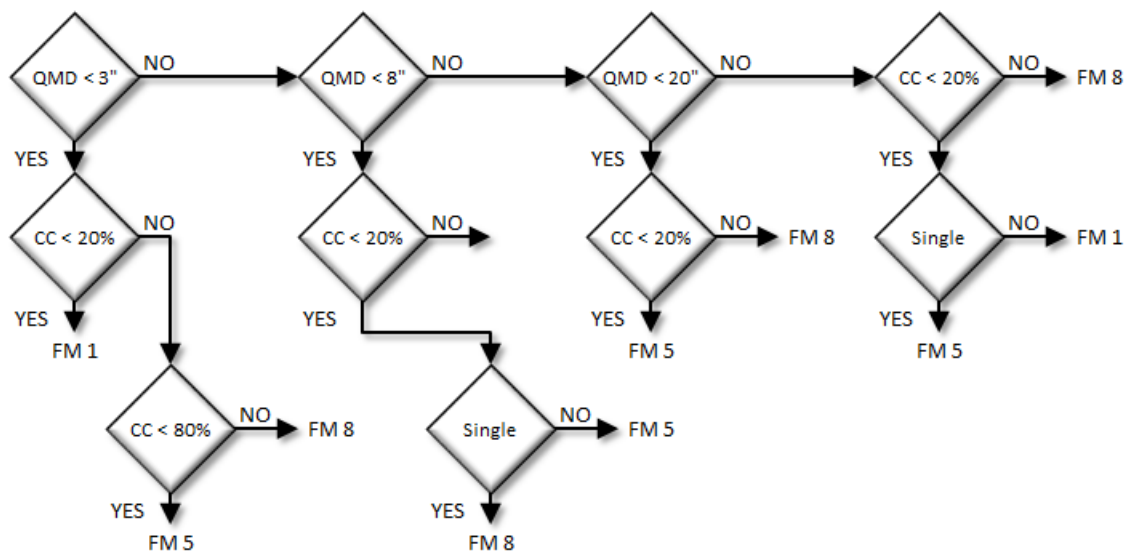 QMD < 3" NO QMD < 8" NO QMD < 20" NO CC < 20% NO FM 8
YES YES YES YES
CC < 20% NO CC < 20% NO CC < 20% NO FM 8 Single NO FM 1
YES YES YES YES
FM 1 FM 5 FM 5
CC < 80% NO FM 8 Single NO FM 5
YES YES
FM 5 FM 8